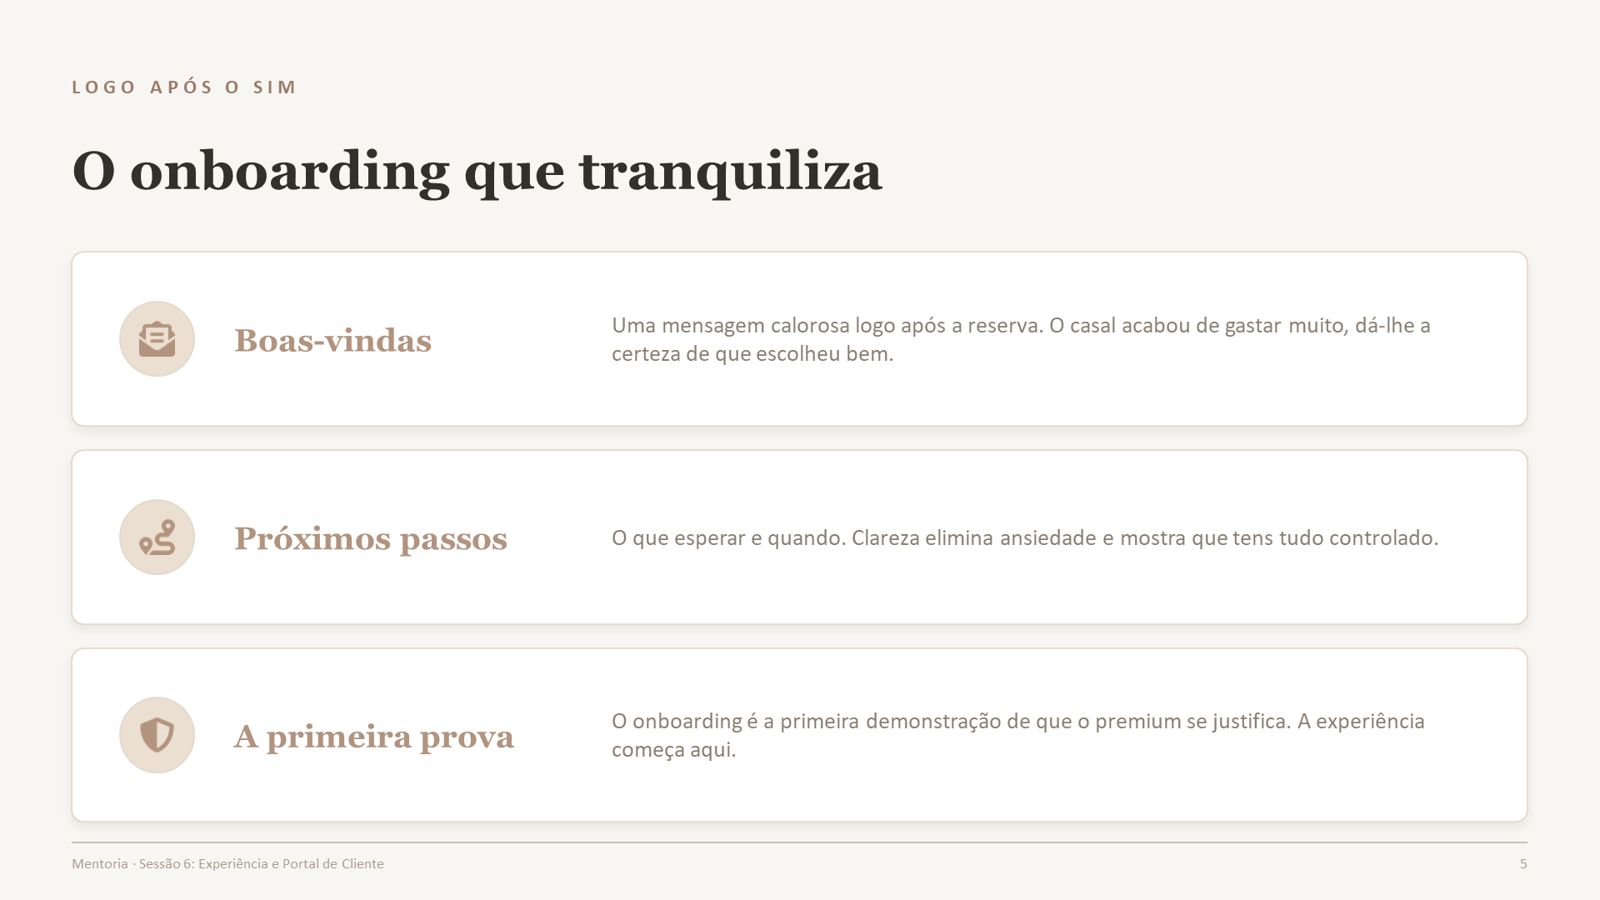 LOGO APÓS O SIM
O onboarding que tranquiliza
Boas-vindas
Uma mensagem calorosa logo após a reserva. O casal acabou de gastar muito, dá-lhe a
certeza de que escolheu bem.
Próximos passos
O que esperar e quando. Clareza elimina ansiedade e mostra que tens tudo controlado.
A primeira prova
O onboarding é a primeira demonstração de que o premium se justifica. A experiência
começa aqui.
Mentoria · Sessão 6: Experiência e Portal de Cliente
5